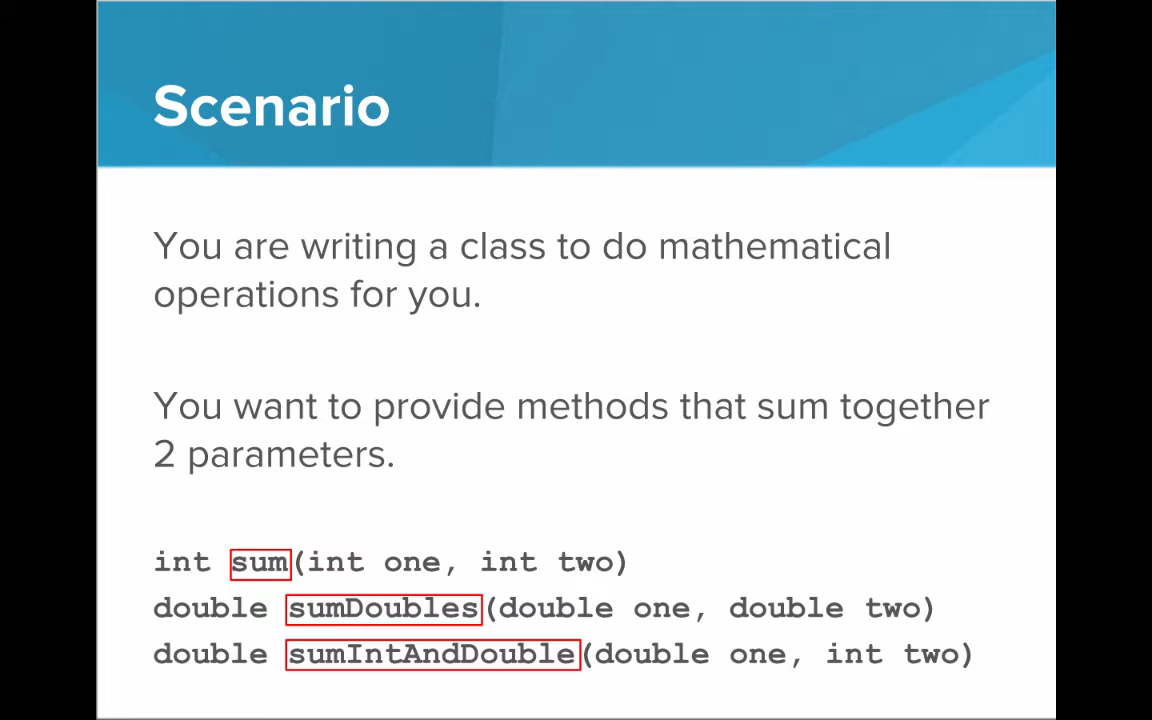 Scenario
You are writing a class to do mathematical
operations for you.
You want to provide methods that sum together
2 parameters.
int sum(int one, int two)
double sumDoubles(double one, double two)
double sumIntAndDouble(double one, int two)